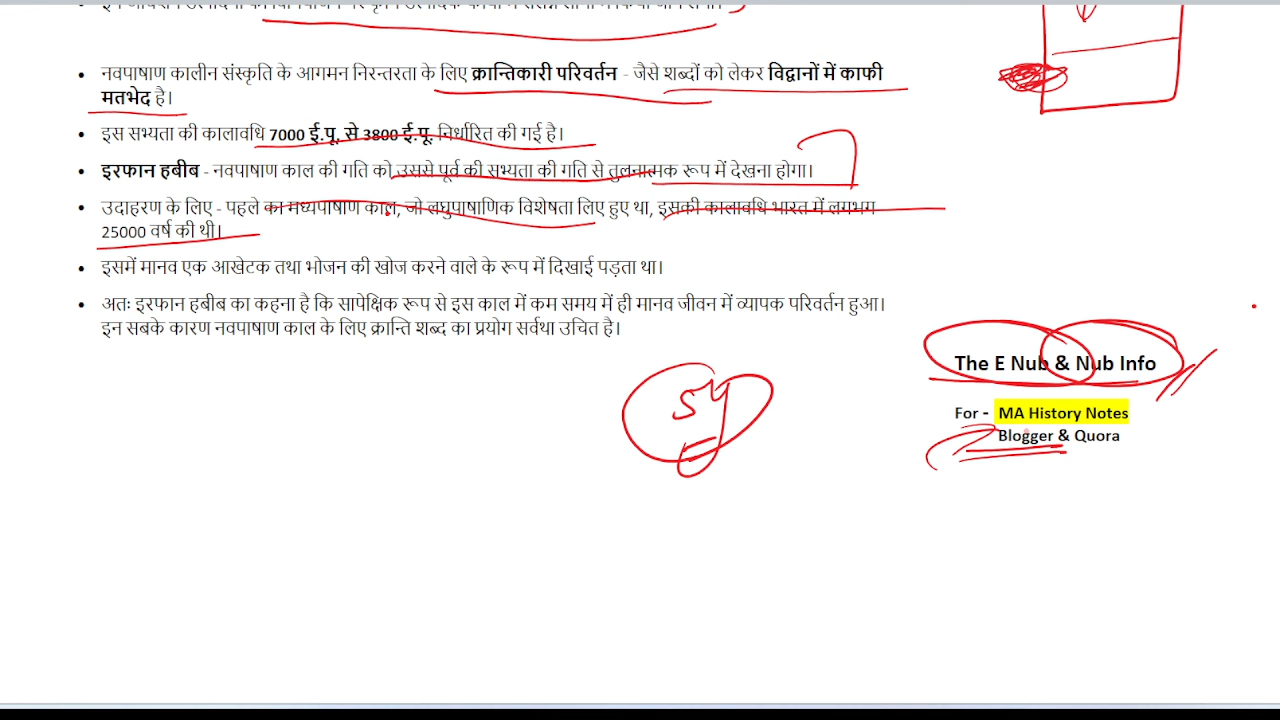 • नवपाषाण कालीन संस्कृति के आगमन निरन्तरता के लिए क्रान्तिकारी परिवर्तन - जैसे शब्दों को लेकर विद्वानों में काफी
मतभेद है।
• इस सभ्यता की कालावधि 7000 ई.पू. से 3800 ई.पू. निर्धारित की गई है।
• इरफान हबीब - नवपाषाण काल की गति को उससे पूर्व की सभ्यता की गति से तुलनात्मक रूप में देखना होगा।
• उदाहरण के लिए - पहले का मध्यपाषाण काल, जो लघुपाषाणिक विशेषता लिए हुए था, इसकी कालावधि भारत में लगभग
25000 वर्ष की थी।
• इसमें मानव एक आखेटक तथा भोजन की खोज करने वाले के रूप में दिखाई पड़ता था।
• अतः इरफान हबीब का कहना है कि सापेक्षिक रूप से इस काल में कम समय में ही मानव जीवन में व्यापक परिवर्तन हुआ।
इन सबके कारण नवपाषाण काल के लिए क्रान्ति शब्द का प्रयोग सर्वथा उचित है।
The E Nub & Nub Info
For - MA History Notes
Blogger & Quora